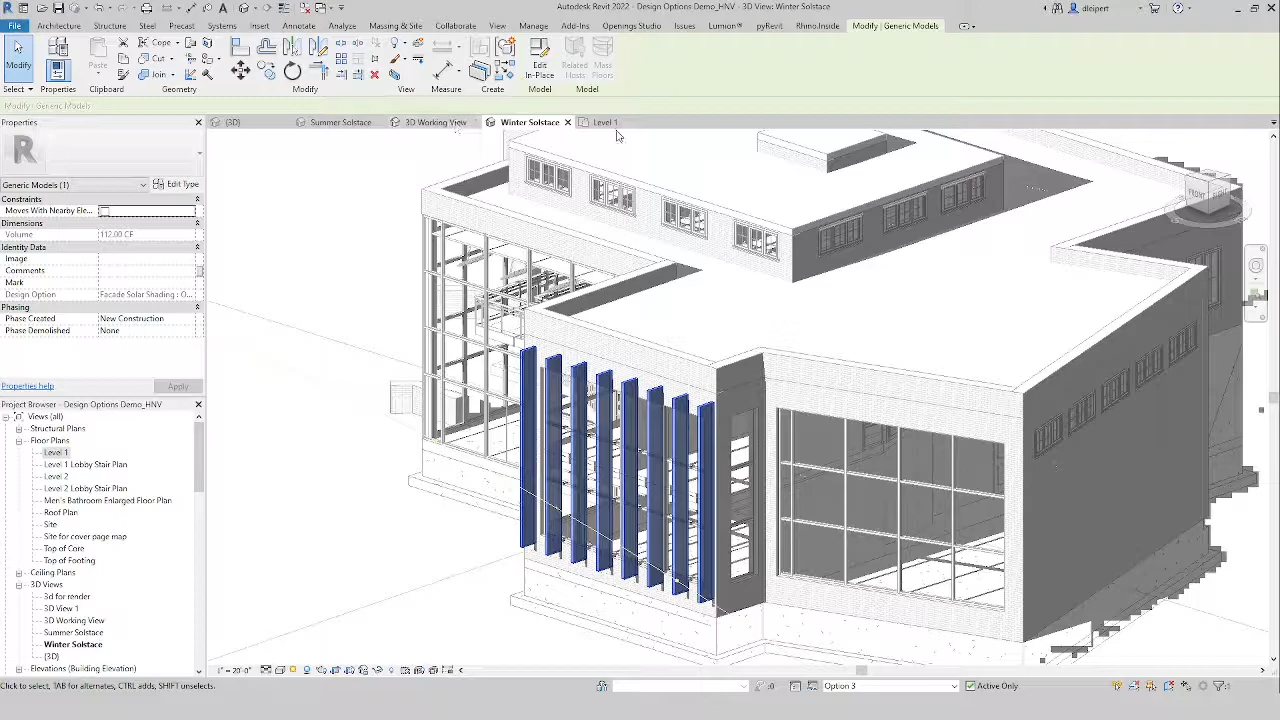 Autodesk Revit 2022 - Design Options Demo_HNV - 3D View: Winter Solstace
dleipert
File Architecture Structure Steel Precast Systems Insert Annotate Analyze Massing & Site Collaborate View Manage Add-Ins Openings Studio Issues Lumion® pyRevit Rhino.Inside Modify | Generic Models
Modify Paste Cope Cut Join Edit In-Place Related Hosts Mass Floors
Select Properties Clipboard Geometry Modify View Measure Create Model Model
Modify | Generic Models
Properties
{3D} Summer Solstace 3D Working View Winter Solstace Level 1
Generic Models (1) Edit Type
Constraints
Moves With Nearby Ele...
Dimensions
Volume 112.00 CF
Identity Data
Image
Comments
Mark
Design Option Facade Solar Shading : O...
Phasing
Phase Created New Construction
Phase Demolished None
Properties help Apply
Project Browser - Design Options Demo_HNV
Views (all)
Structural Plans
Floor Plans
Level 1
Level 1 Lobby Stair Plan
Level 2
Level 2 Lobby Stair Plan
Men's Bathroom Enlarged Floor Plan
Roof Plan
Site
Site for cover page map
Top of Core
Top of Footing
Ceiling Plans
3D Views
3d for render
3D View 1
3D Working View
Summer Solstace
Winter Solstace
{3D}
Elevations (Building Elevation)
FRONT
1" = 20'-0"
Click to select, TAB for alternates, CTRL adds, SHIFT unselects.
:0 Option 3 Active Only :1